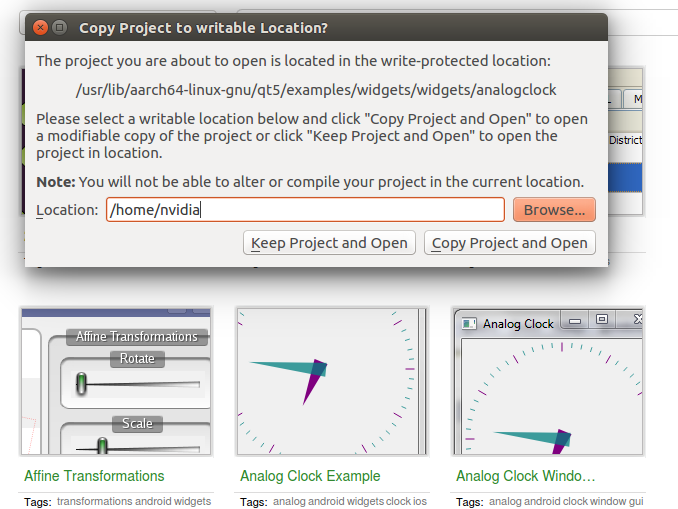 Copy Project to writable Location?
The project you are about to open is located in the write-protected location:
/usr/lib/aarch64-linux-gnu/qt5/examples/widgets/widgets/analogclock
Please select a writable location below and click "Copy Project and Open" to open
a modifiable copy of the project or click "Keep Project and Open" to open the
project in location.
Note: You will not be able to alter or compile your project in the current location.
Location: /home/nvidia Browse...
Keep Project and Open Copy Project and Open
District
Affine Transformations
Rotate
Scale
Analog Clock
Affine Transformations Analog Clock Example Analog Clock Windo…
Tags: transformations android widgets Tags: analog android widgets clock ios Tags: analog android clock window gui